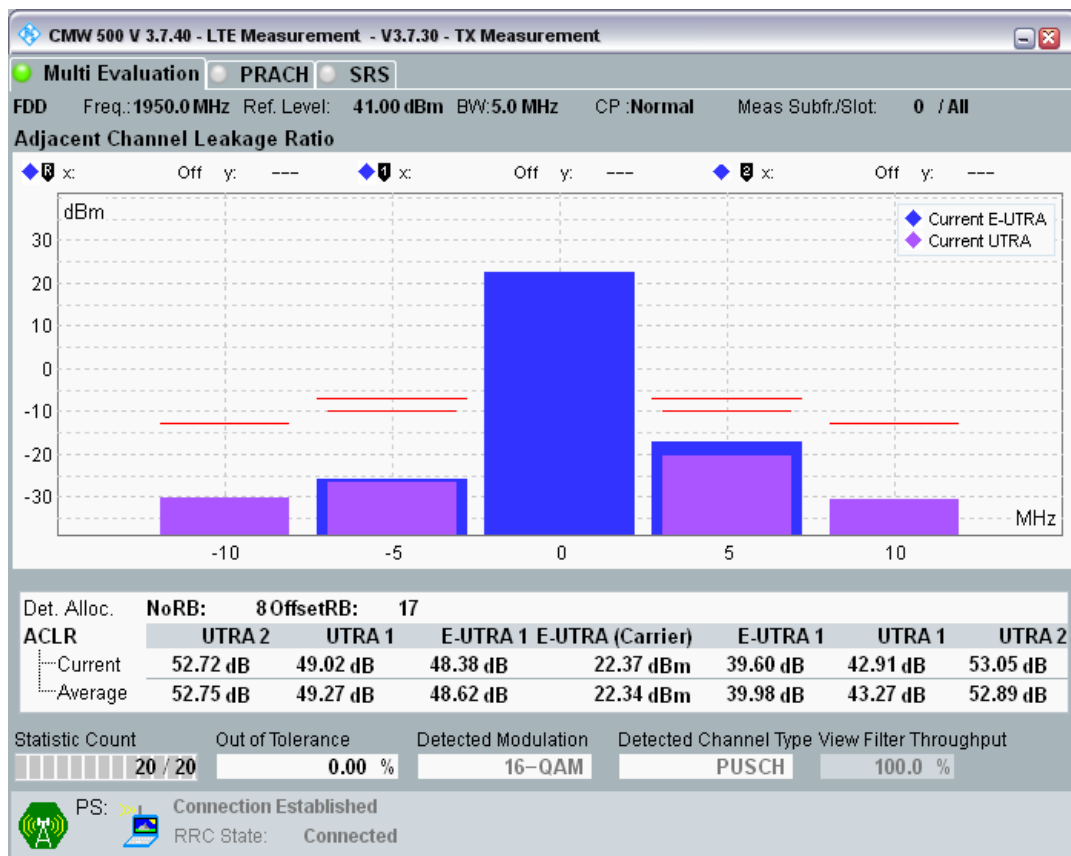 CMW 500 V 3.7.40 - LTE Measurement - V3.7.30 - TX Measurement
Multi Evaluation PRACH SRS
FDD Freq.: 1950.0 MHz Ref. Level: 41.00 dBm BW: 5.0 MHz CP : Normal Meas Subfr./Slot: 0 / All
Adjacent Channel Leakage Ratio
R x: Off y: --- 1 x: Off y: --- 2 x: Off y: ---
dBm
Current E-UTRA
Current UTRA
30
20
10
0
-10
-20
-30
MHz
-10 -5 0 5 10
Det. Alloc. NoRB: 8 OffsetRB: 17
ACLR UTRA 2 UTRA 1 E-UTRA 1 E-UTRA (Carrier) E-UTRA 1 UTRA 1 UTRA 2
Current 52.72 dB 49.02 dB 48.38 dB 22.37 dBm 39.60 dB 42.91 dB 53.05 dB
Average 52.75 dB 49.27 dB 48.62 dB 22.34 dBm 39.98 dB 43.27 dB 52.89 dB
Statistic Count Out of Tolerance Detected Modulation Detected Channel Type View Filter Throughput
20 / 20 0.00 % 16-QAM PUSCH 100.0 %
PS: Connection Established
RRC State: Connected